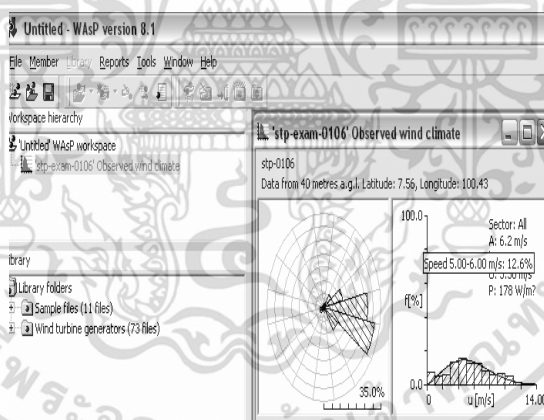 Untitled - WAsP version 8.1
File Member Library Reports Tools Window Help
Workspace hierarchy
'Untitled' WAsP workspace
'stp-exam-0106' Observed wind climate
Library
Library folders
Sample files (11 files)
Wind turbine generators (73 files)
'stp-exam-0106' Observed wind climate
stp-0106
Data from 40 metres a.g.l. Latitude: 7.56, Longitude: 100.43
35.0%
100.0
Sector: All
A: 6.2 m/s
Speed 5.00-6.00 m/s: 12.6%
P: 178 W/m?
f[%]
0.0
0 u [m/s] 14.00